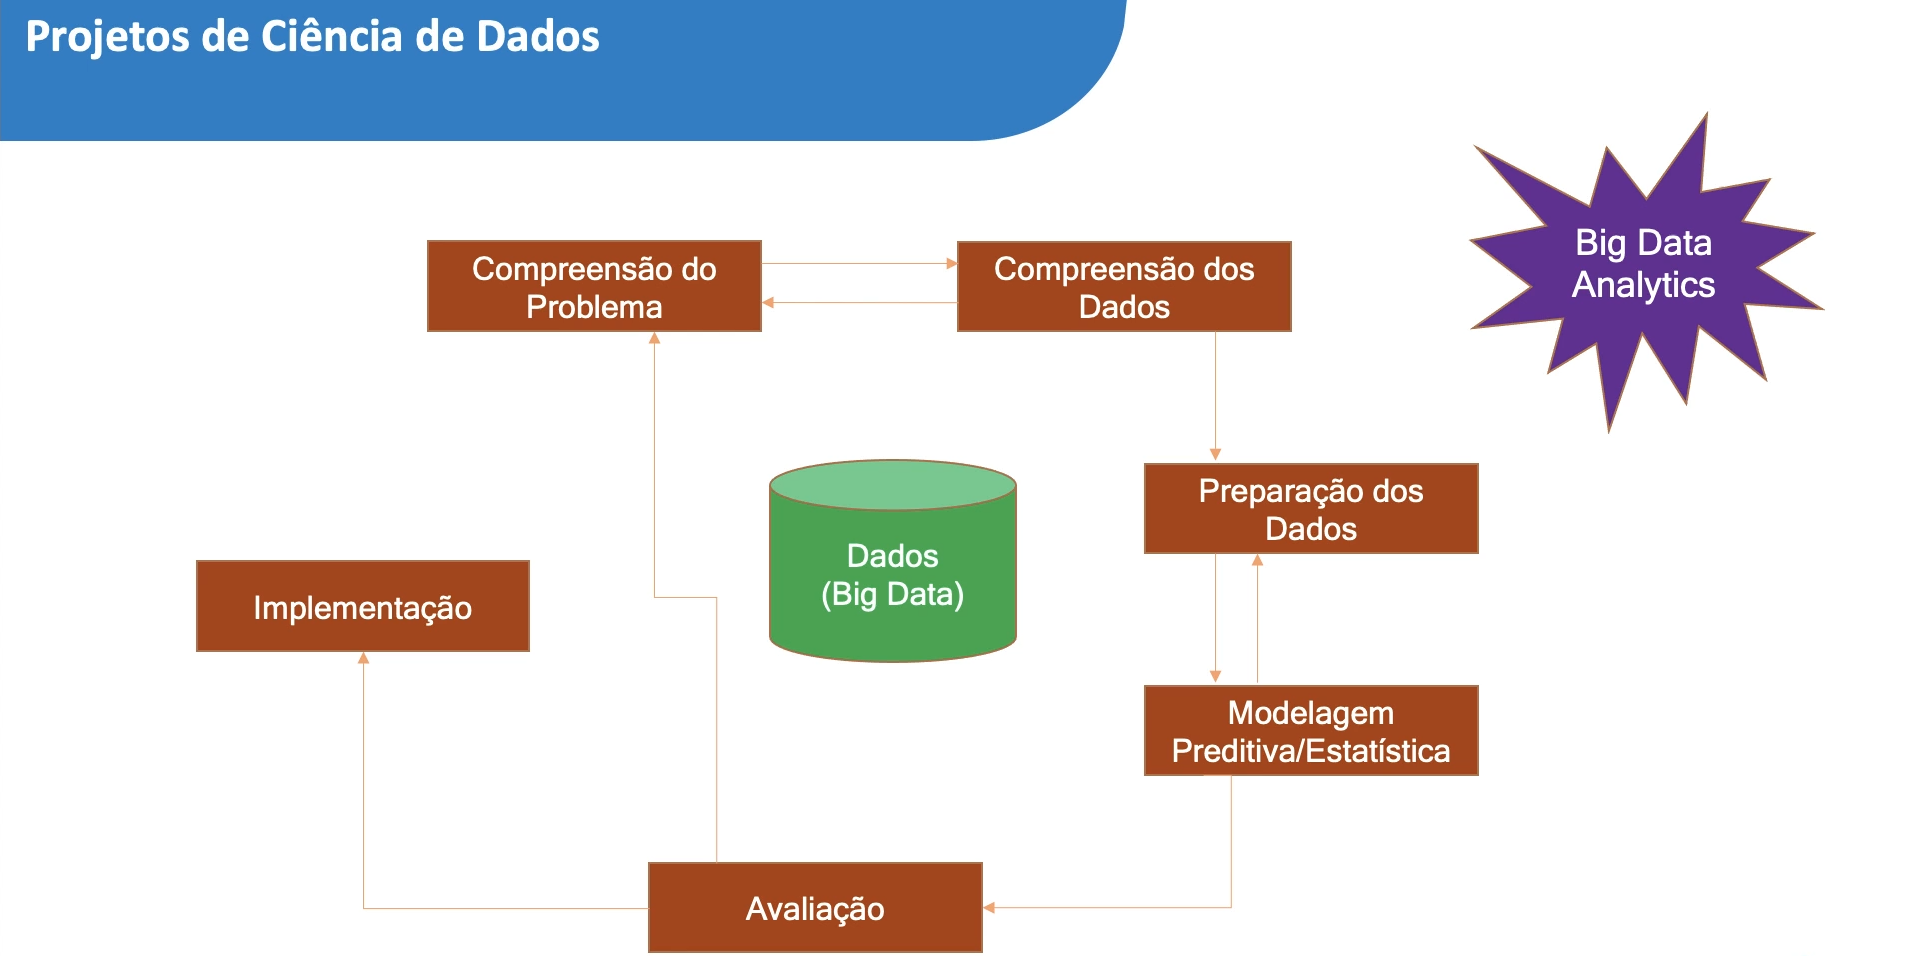 Projetos de Ciência de Dados
Big Data
Analytics
Compreensão do
Problema
Compreensão dos
Dados
Preparação dos
Dados
Dados
(Big Data)
Implementação
Modelagem
Preditiva/Estatística
Avaliação